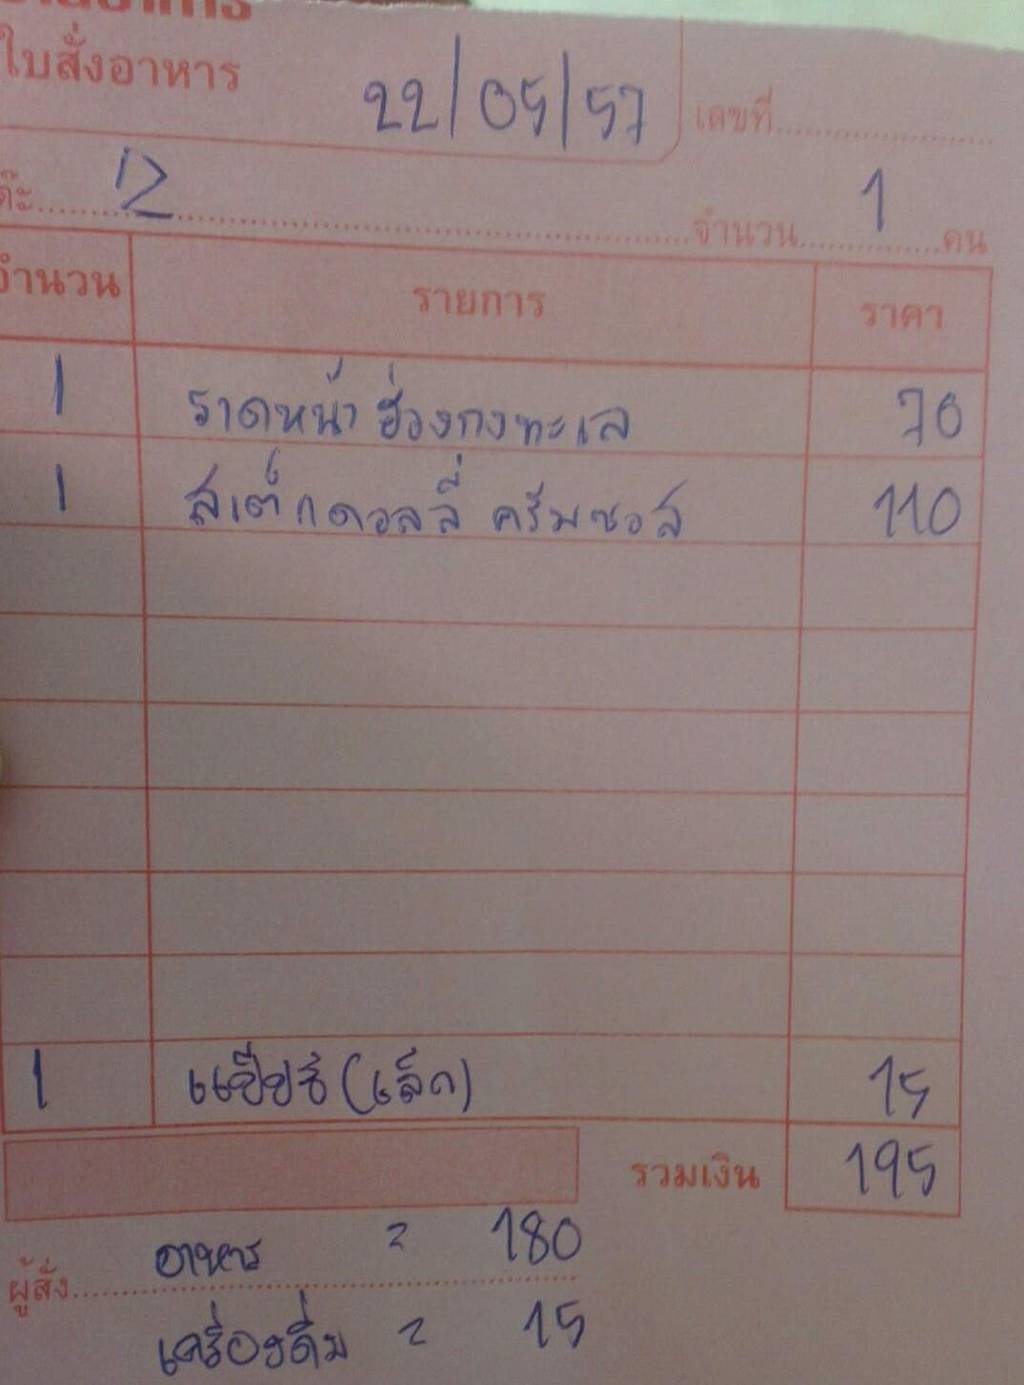 ใบสั่งอาหาร
22/05/57 เลขที่
โต๊ะ 12 จำนวน 1 คน
จำนวน รายการ ราคา
1 ราดหน้าฮ่องกงทะเล 70
1 สเต๊กดอลลี่ ครีมซอส 110
1 แป๊ปซี่ (เล็ก) 15
รวมเงิน 195
อาหาร = 180
ผู้สั่ง
เครื่องดื่ม = 15